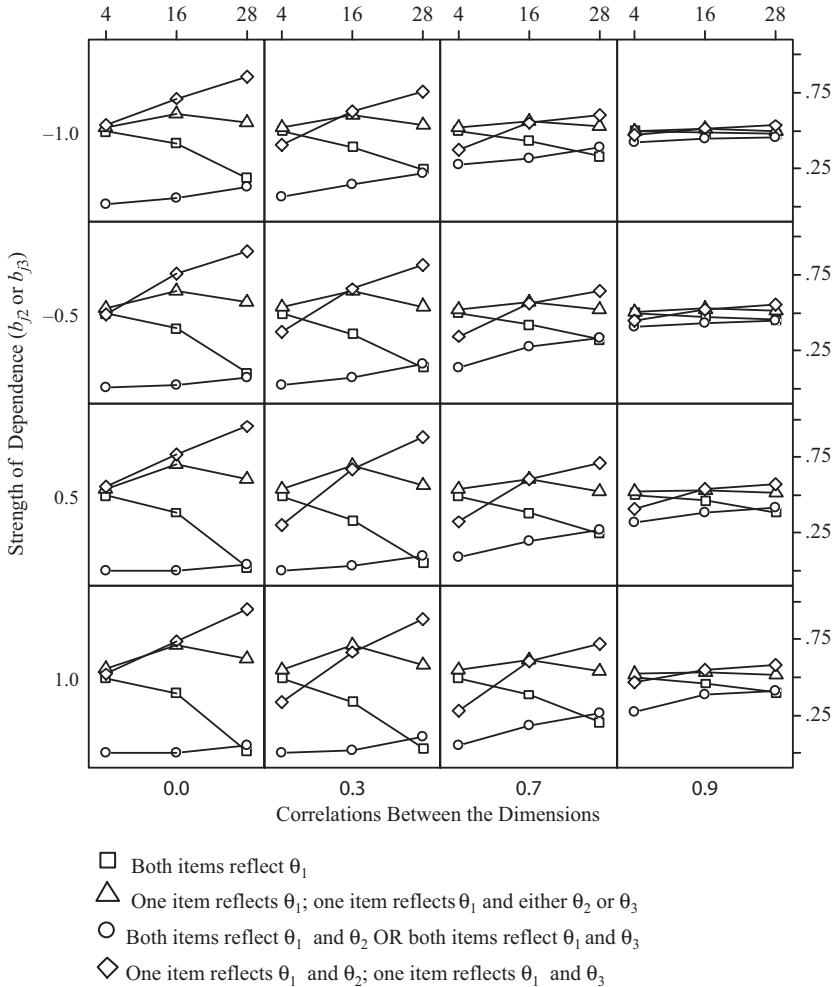 4 16 28 4 16 28 4 16 28 4 16 28
.75
−1.0
.25
.75
−0.5
.25
.75
0.5
.25
.75
1.0
.25
Strength of Dependence (b_j2 or b_j3)
0.0 0.3 0.7 0.9
Correlations Between the Dimensions
Both items reflect θ₁
One item reflects θ₁; one item reflects θ₁ and either θ₂ or θ₃
Both items reflect θ₁ and θ₂ OR both items reflect θ₁ and θ₃
One item reflects θ₁ and θ₂; one item reflects θ₁ and θ₃